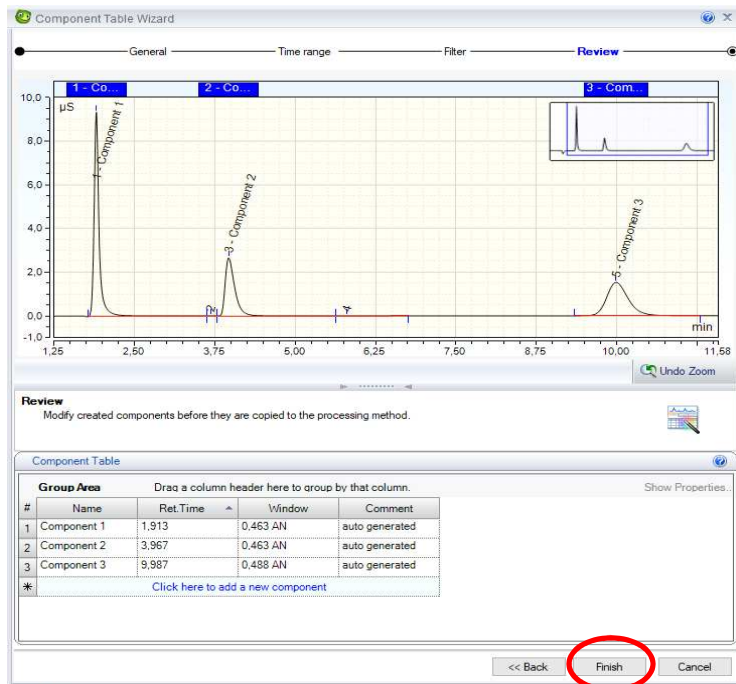 Component Table Wizard
General Time range Filter Review
1 - Co... 2 - Co... 3 - Com...
10,0
µS
8,0
6,0
4,0
2,0
0,0
-1,0
1 - Component 1
2
3 - Component 2
4
5 - Component 3
min
1,25 2,50 3,75 5,00 6,25 7,50 8,75 10,00 11,58
Undo Zoom
Review
Modify created components before they are copied to the processing method.
Component Table
Group Area Drag a column header here to group by that column. Show Properties..
# Name Ret.Time Window Comment
1 Component 1 1,913 0,463 AN auto generated
2 Component 2 3,967 0,463 AN auto generated
3 Component 3 9,987 0,488 AN auto generated
Click here to add a new component
<< Back Finish Cancel